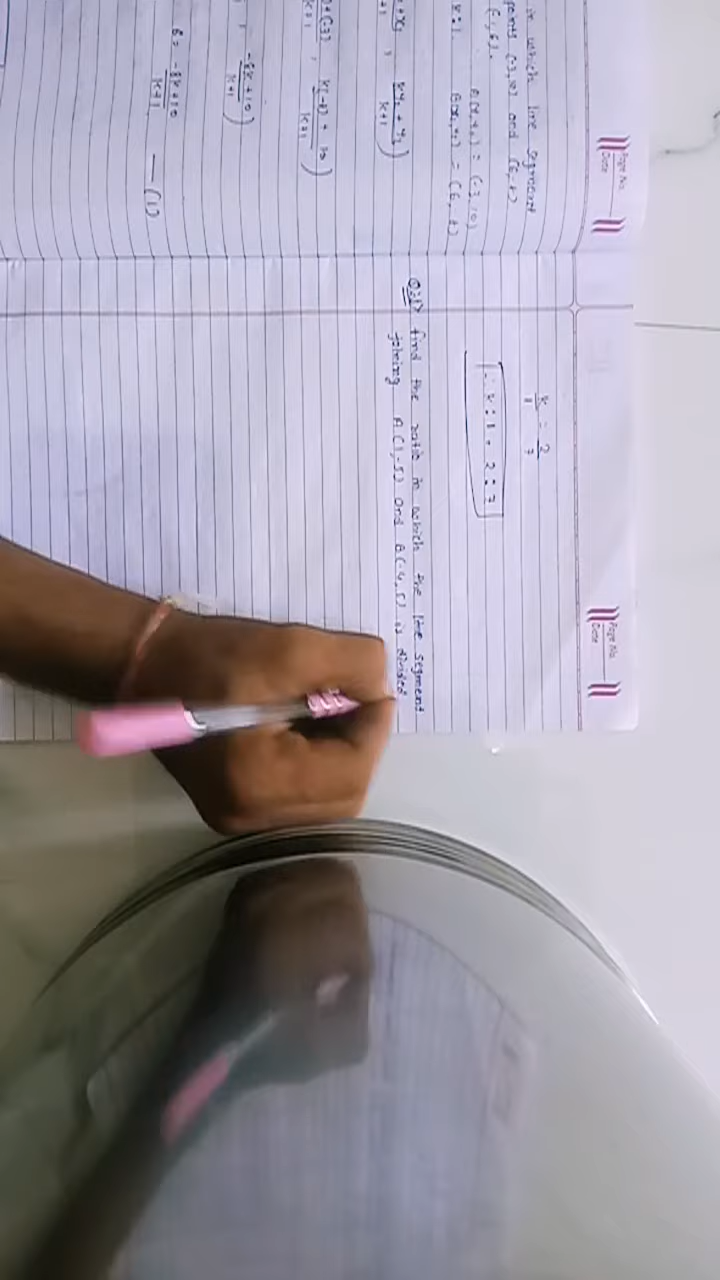 Page No.
Date
in which line segment
points (-3,10) and (6,-8)
(-1,6).
A(x1,y1) = (-3,10)
k:1. B(x2,y2) = (6,-8)
ky2 + y1
k+1
k(-8) + 10
k+1
-8k+10
k+1
6 = -8k+10
k+1
— (1)
Page No.
Date
k = 2
1 7
∴ k:1 = 2:7
find the ratio in which the line segment
joining A(1,-5) and B(-4,5) is divided